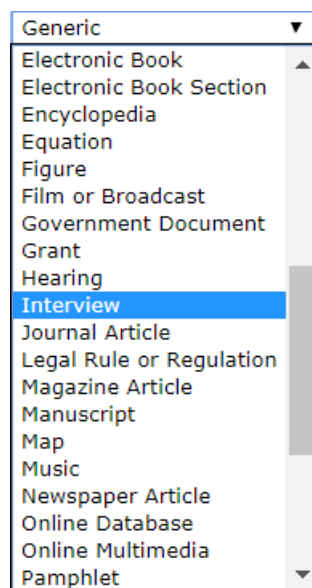 Generic
Electronic Book
Electronic Book Section
Encyclopedia
Equation
Figure
Film or Broadcast
Government Document
Grant
Hearing
Interview
Journal Article
Legal Rule or Regulation
Magazine Article
Manuscript
Map
Music
Newspaper Article
Online Database
Online Multimedia
Pamphlet